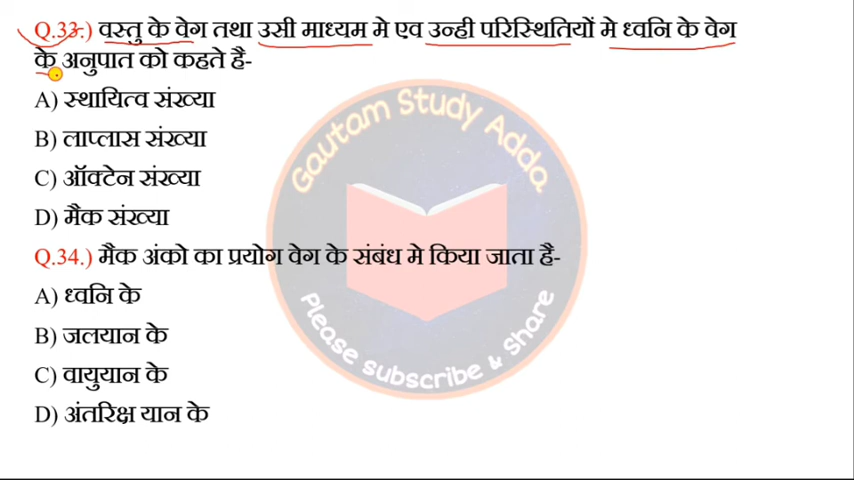 Q.33.) वस्तु के वेग तथा उसी माध्यम मे एव उन्ही परिस्थितियों मे ध्वनि के वेग
के अनुपात को कहते है-
A) स्थायित्व संख्या
B) लाप्लास संख्या
C) ऑक्टेन संख्या
D) मैक संख्या
Q.34.) मैक अंको का प्रयोग वेग के संबंध मे किया जाता है-
A) ध्वनि के
B) जलयान के
C) वायुयान के
D) अंतरिक्ष यान के
Gautam Study Adda
Please subscribe & share